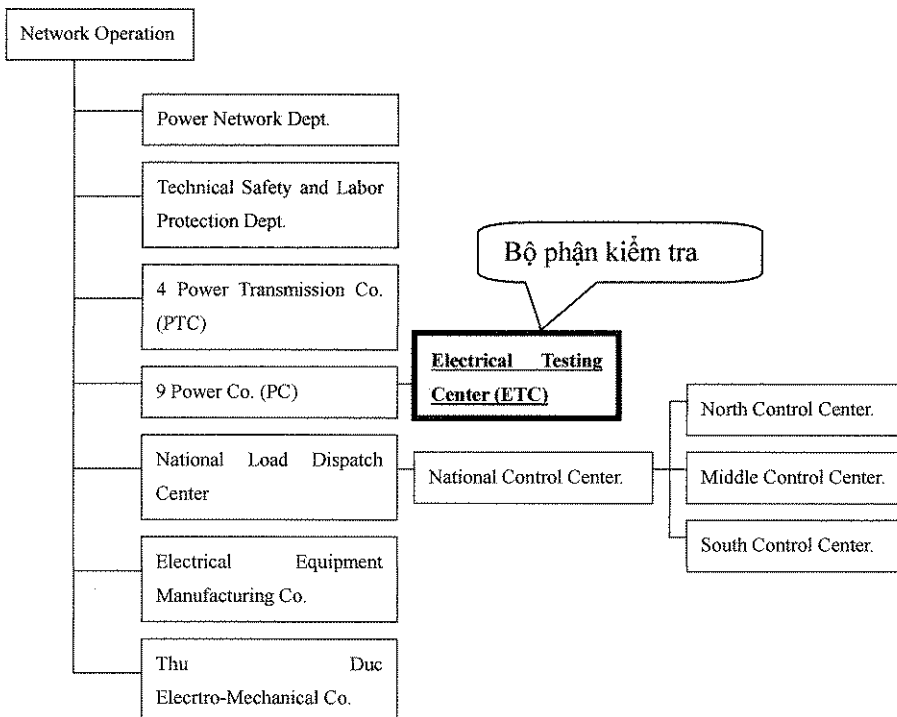 Network Operation
Power Network Dept.
Technical Safety and Labor
Protection Dept.
Bộ phận kiểm tra
4 Power Transmission Co.
(PTC)
Electrical Testing
Center (ETC)
9 Power Co. (PC)
North Control Center.
National Load Dispatch
Center
National Control Center.
Middle Control Center.
South Control Center.
Electrical Equipment
Manufacturing Co.
Thu Duc
Elecrtro-Mechanical Co.